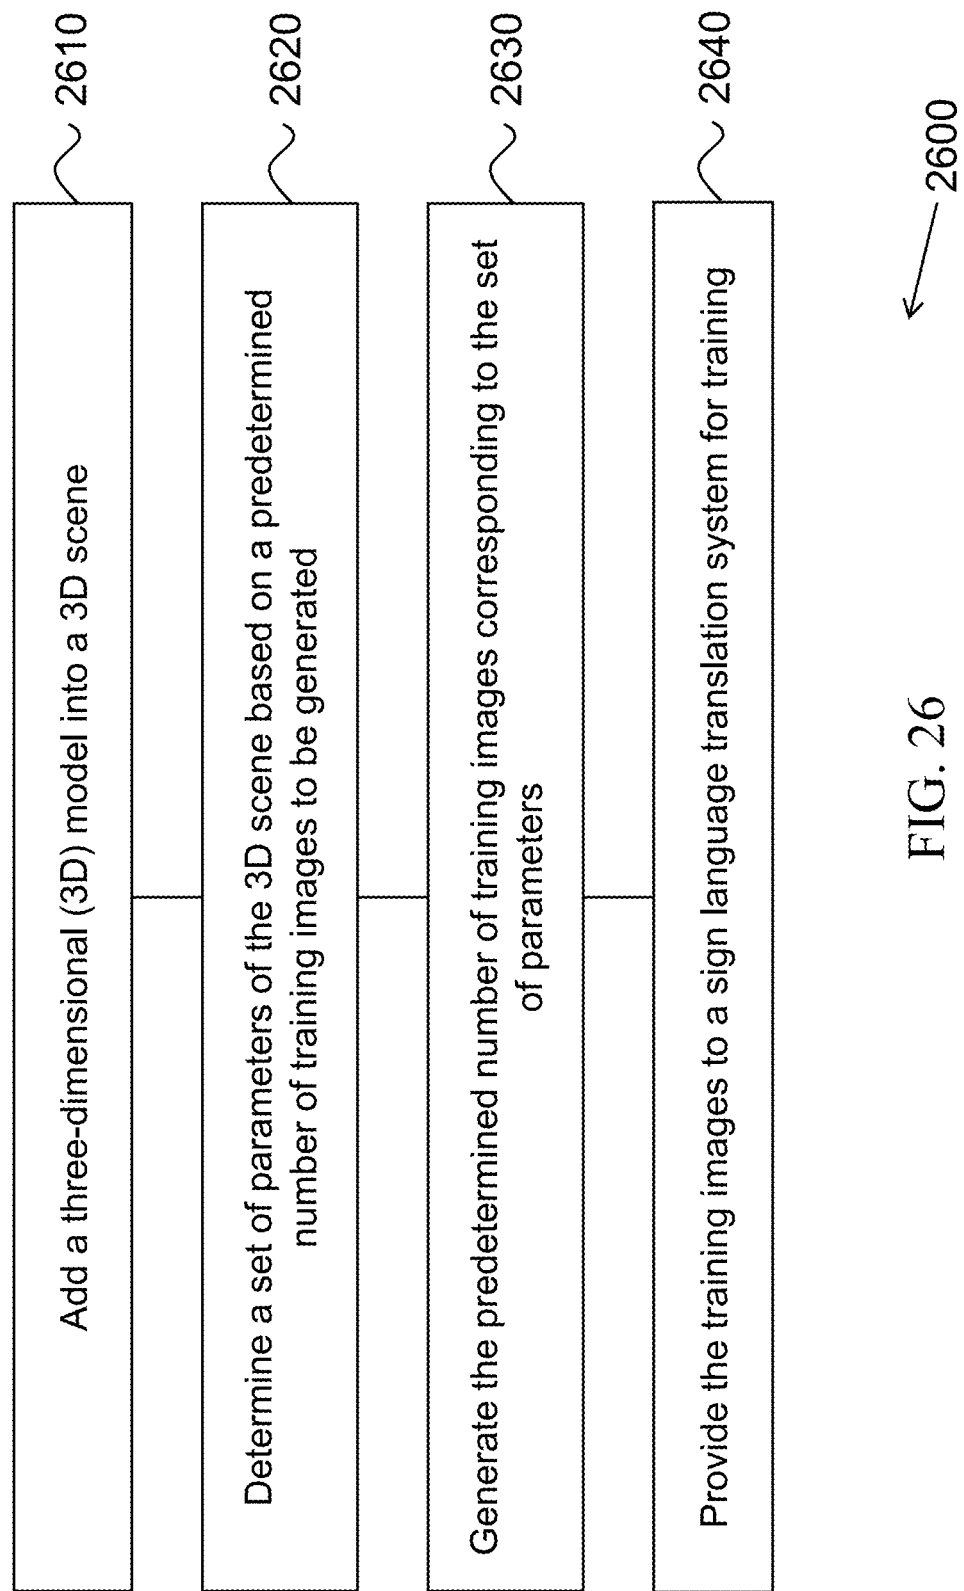 Add a three-dimensional (3D) model into a 3D scene
2610
Determine a set of parameters of the 3D scene based on a predetermined
number of training images to be generated
2620
Generate the predetermined number of training images corresponding to the set
of parameters
2630
Provide the training images to a sign language translation system for training
2640
2600
FIG. 26